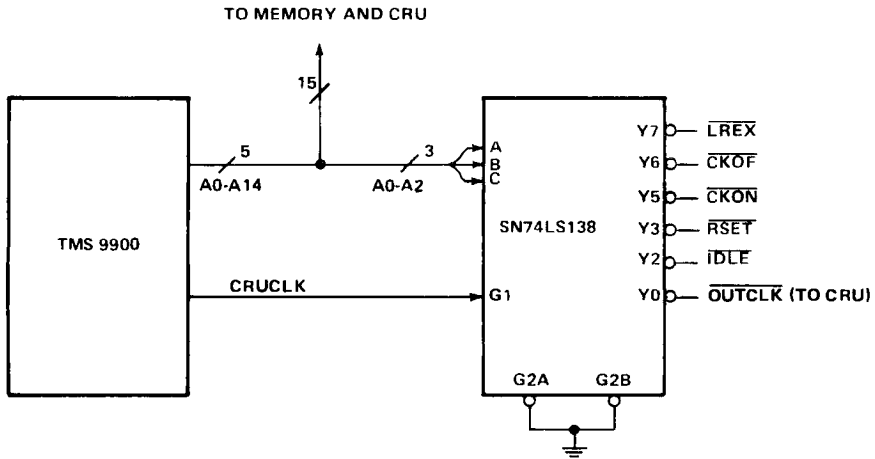 TO MEMORY AND CRU
15
5
3
A0-A14
A0-A2
TMS 9900
CRUCLK
A
B
C
G1
SN74LS138
Y7
Y6
Y5
Y3
Y2
Y0
LREX
CKOF
CKON
RSET
IDLE
OUTCLK (TO CRU)
G2A
G2B